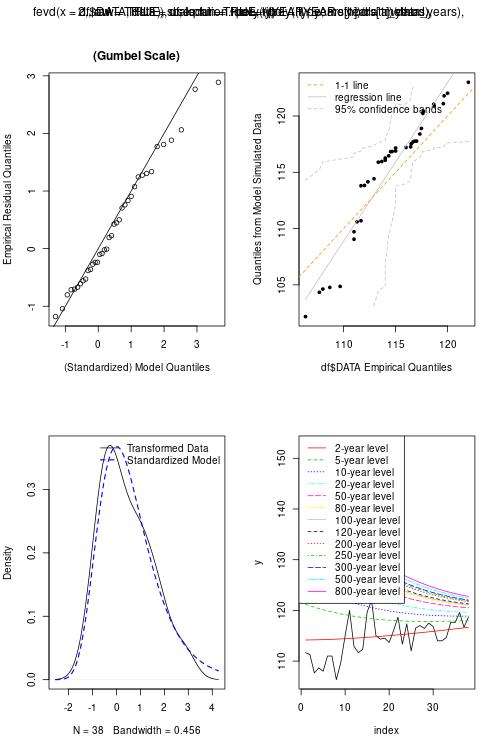 fevd(x =
years),
(Gumbel Scale)
Empirical Residual Quantiles
3
2
1
0
-1
-1 0 1 2 3
(Standardized) Model Quantiles
1-1 line
regression line
95% confidence bands
Quantiles from Model Simulated Data
120
115
110
105
110 115 120
df$DATA Empirical Quantiles
Transformed Data
Standardized Model
Density
0.3
0.2
0.1
0.0
-2 -1 0 1 2 3 4
N = 38 Bandwidth = 0.456
2-year level
5-year level
10-year level
20-year level
50-year level
80-year level
100-year level
120-year level
200-year level
250-year level
300-year level
500-year level
800-year level
y
150
140
130
120
110
0 10 20 30
index